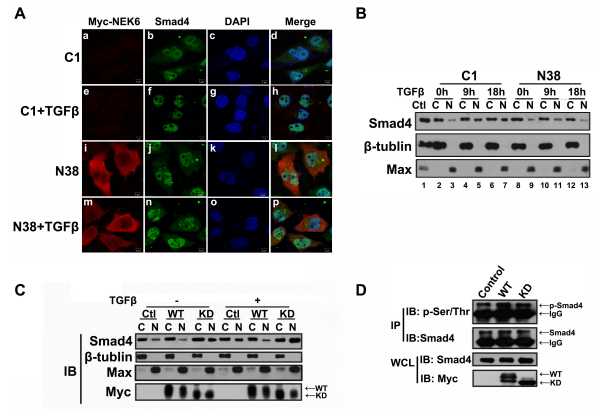 A
Myc-NEK6 Smad4 DAPI Merge
C1 a b c d
C1+TGFβ e f g h
N38 i j k l
N38+TGFβ m n o p
B
C1 N38
TGFβ 0h 9h 18h 0h 9h 18h
Ctl C N C N C N C N C N C N
Smad4
β-tublin
Max
1 2 3 4 5 6 7 8 9 10 11 12 13
C
TGFβ - +
Ctl WT KD Ctl WT KD
C N C N C N C N C N C N
IB
Smad4
β-tublin
Max
Myc ←WT
←KD
D
Control WT KD
IP
IB: p-Ser/Thr ←p-Smad4
←IgG
IB:Smad4 ←Smad4
←IgG
WCL
IB: Smad4
IB: Myc ←WT
←KD